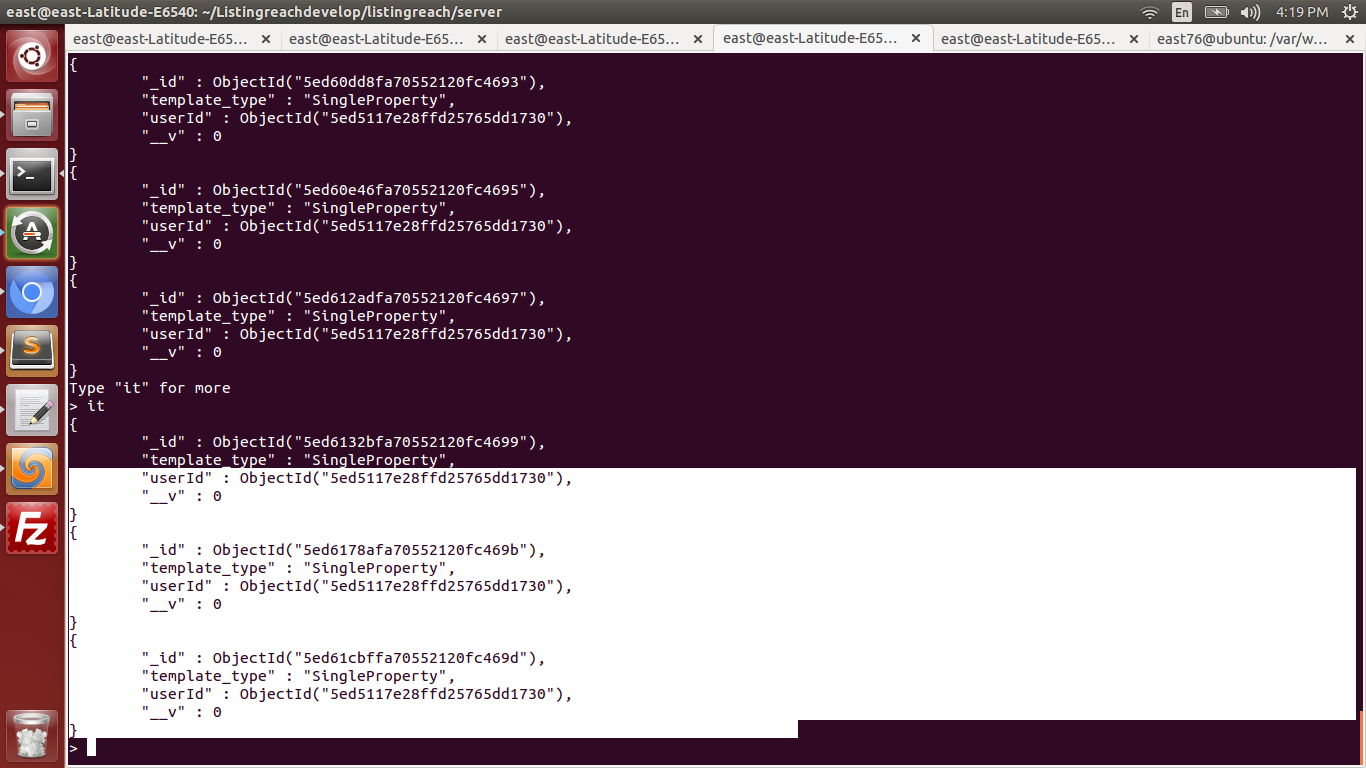 east@east-Latitude-E6540: ~/Listingreachdevelop/listingreach/server
En
4:19 PM
east@east-Latitude-E65...
east@east-Latitude-E65...
east@east-Latitude-E65...
east@east-Latitude-E65...
east@east-Latitude-E65...
east76@ubuntu: /var/w...
{
"_id" : ObjectId("5ed60dd8fa70552120fc4693"),
"template_type" : "SingleProperty",
"userId" : ObjectId("5ed5117e28ffd25765dd1730"),
"__v" : 0
}
{
"_id" : ObjectId("5ed60e46fa70552120fc4695"),
"template_type" : "SingleProperty",
"userId" : ObjectId("5ed5117e28ffd25765dd1730"),
"__v" : 0
}
{
"_id" : ObjectId("5ed612adfa70552120fc4697"),
"template_type" : "SingleProperty",
"userId" : ObjectId("5ed5117e28ffd25765dd1730"),
"__v" : 0
}
Type "it" for more
> it
{
"_id" : ObjectId("5ed6132bfa70552120fc4699"),
"template_type" : "SingleProperty",
"userId" : ObjectId("5ed5117e28ffd25765dd1730"),
"__v" : 0
}
{
"_id" : ObjectId("5ed6178afa70552120fc469b"),
"template_type" : "SingleProperty",
"userId" : ObjectId("5ed5117e28ffd25765dd1730"),
"__v" : 0
}
{
"_id" : ObjectId("5ed61cbffa70552120fc469d"),
"template_type" : "SingleProperty",
"userId" : ObjectId("5ed5117e28ffd25765dd1730"),
"__v" : 0
}
>
>_
A
S
Fz